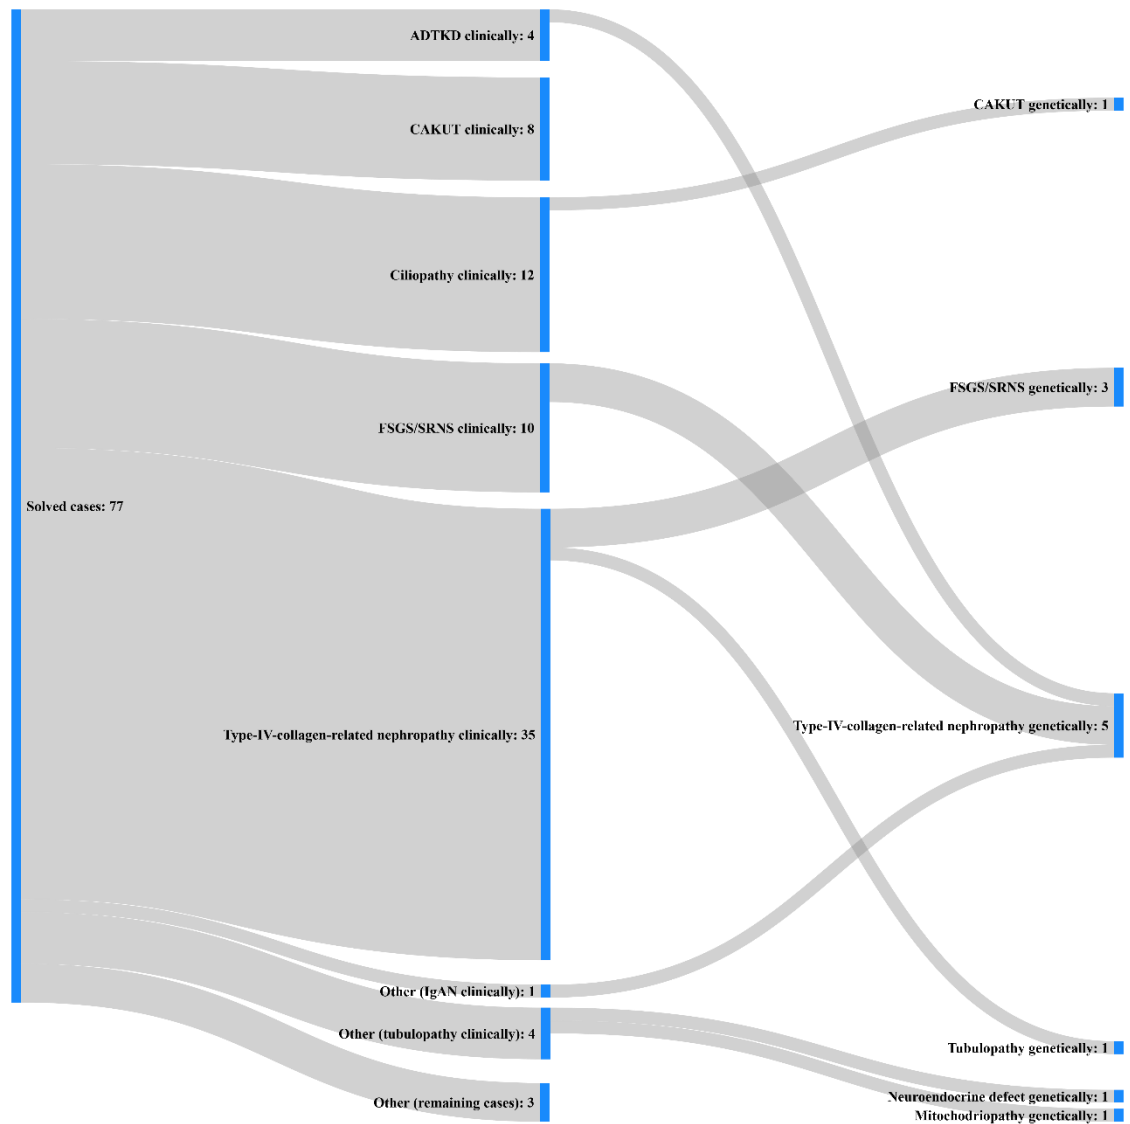 ADTKD clinically: 4
CAKUT genetically: 1
CAKUT clinically: 8
Ciliopathy clinically: 12
FSGS/SRNS genetically: 3
FSGS/SRNS clinically: 10
Solved cases: 77
Type-IV-collagen-related nephropathy genetically: 5
Type-IV-collagen-related nephropathy clinically: 35
Other (IgAN clinically): 1
Other (tubulopathy clinically): 4
Tubulopathy genetically: 1
Neuroendocrine defect genetically: 1
Other (remaining cases): 3
Mitochodriopathy genetically: 1